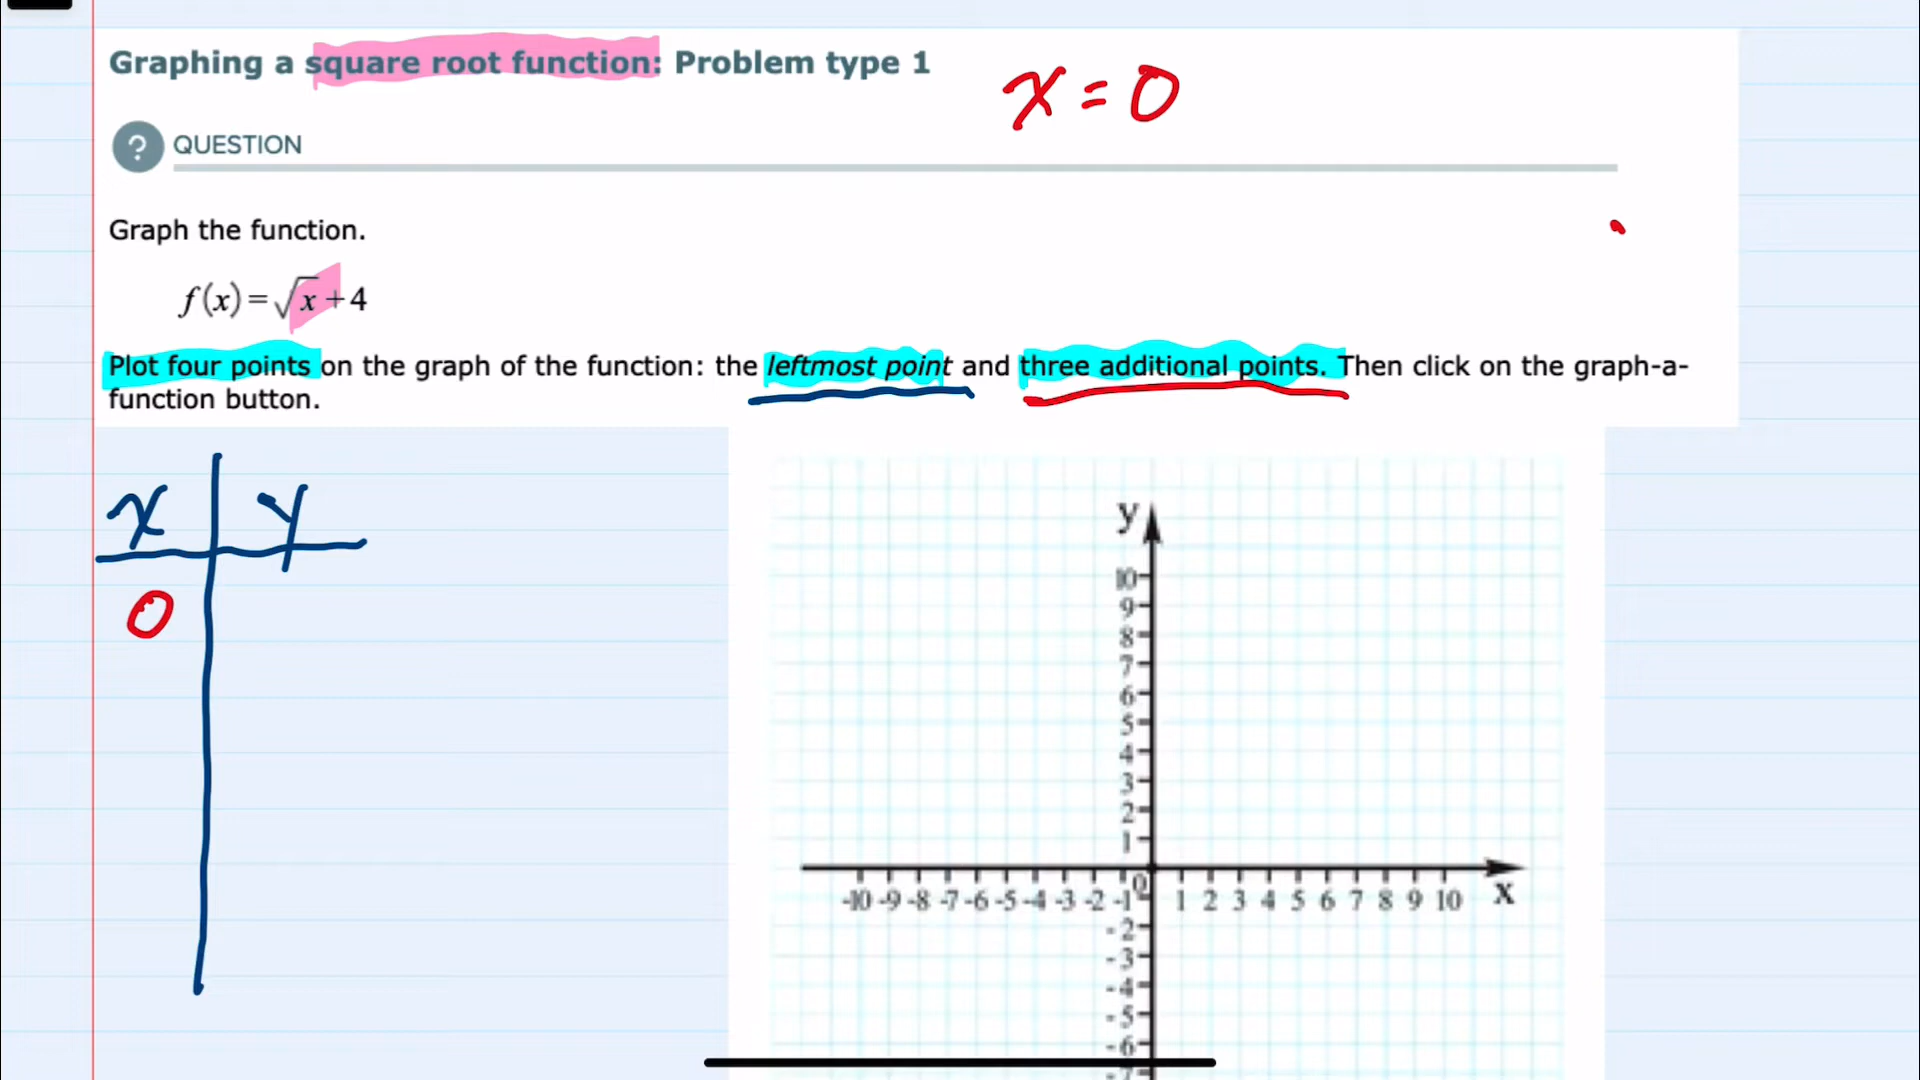 Graphing a square root function: Problem type 1
x = 0
? QUESTION
Graph the function.
f(x)=√x+4
Plot four points on the graph of the function: the leftmost point and three additional points. Then click on the graph-a-
function button.
x y
0
y
10
9
8
7
6
5
4
3
2
1
0
-10 -9 -8 -7 -6 -5 -4 -3 -2 -1 1 2 3 4 5 6 7 8 9 10 x
-2
-3
-4
-5
-6
-7